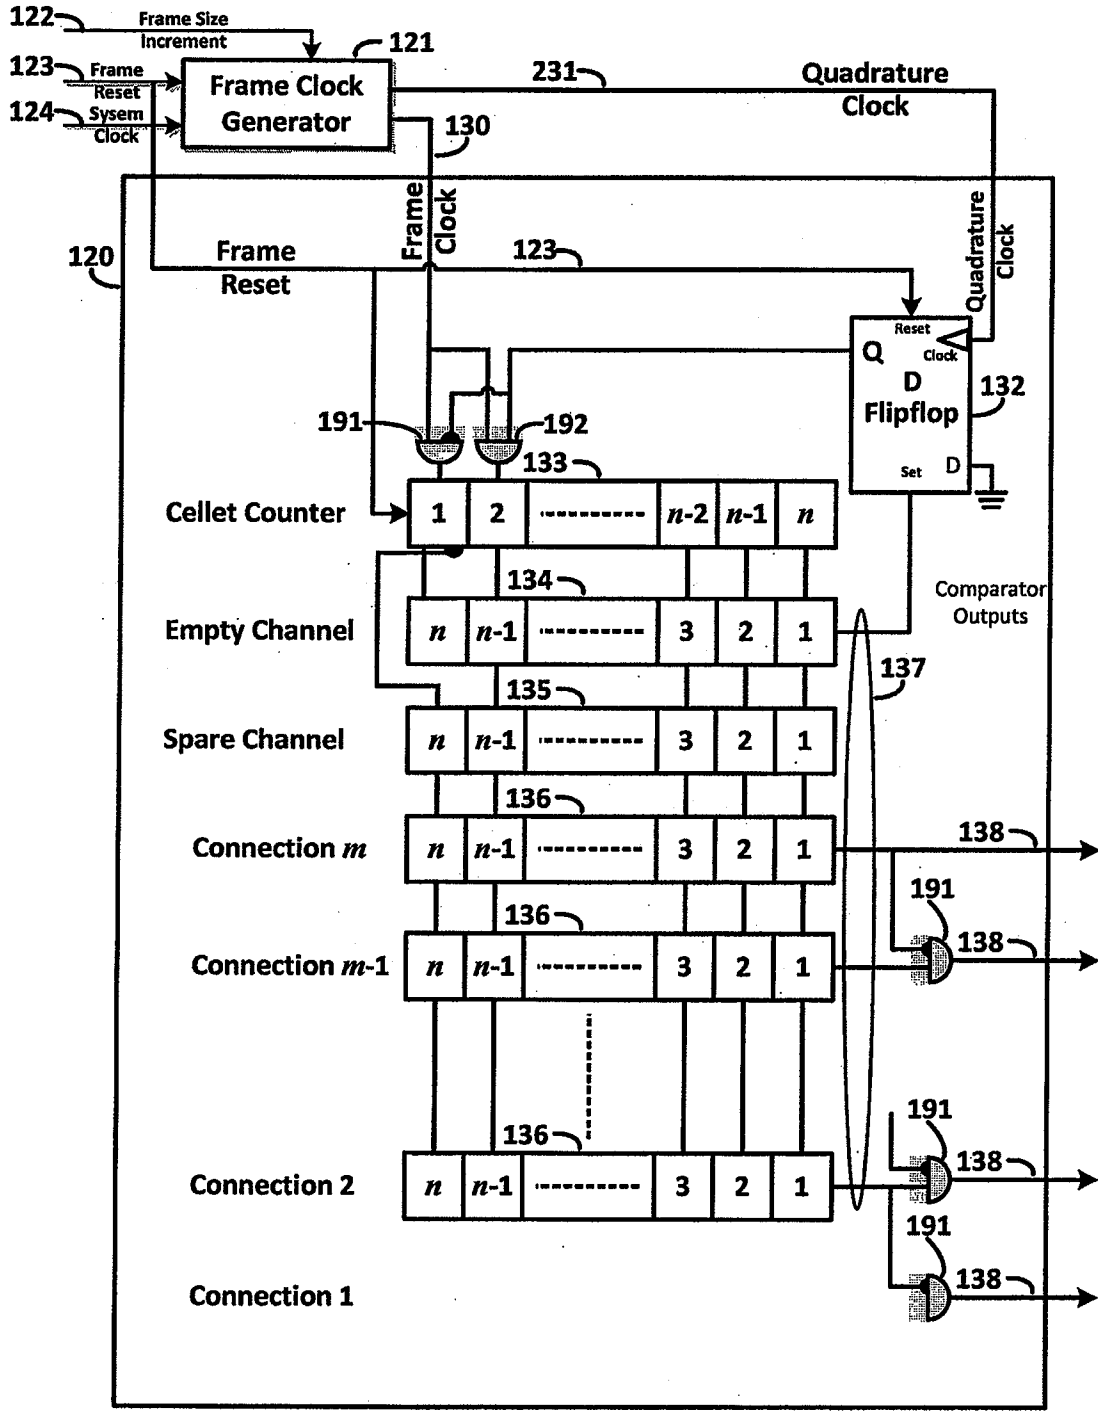 122
Frame Size
Increment
121
123
Frame
Reset
124
Sysem
Clock
Frame Clock
Generator
231
Quadrature
Clock
130
Frame
Clock
Quadrature
Clock
120
Frame
Reset
123
Reset
Clock
Q
D
Flipflop
132
Set
D
191
192
133
Cellet Counter
1 2 n-2 n-1 n
134
Empty Channel
n n-1 3 2 1
Comparator
Outputs
137
135
Spare Channel
n n-1 3 2 1
136
Connection m
n n-1 3 2 1
138
191
136
Connection m-1
n n-1 3 2 1
138
191
136
Connection 2
n n-1 3 2 1
138
191
Connection 1
138